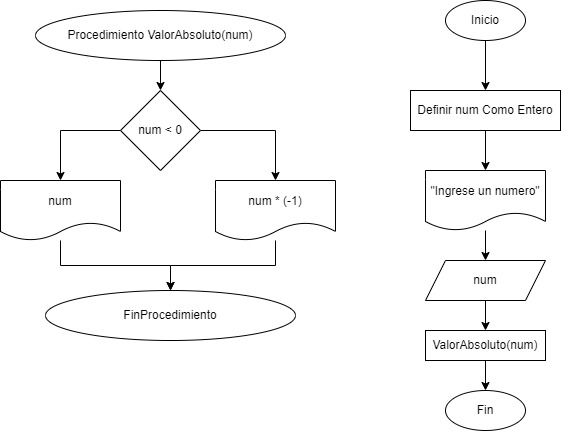 Procedimiento ValorAbsoluto(num)
num < 0
num
num * (-1)
FinProcedimiento
Inicio
Definir num Como Entero
"Ingrese un numero"
num
ValorAbsoluto(num)
Fin